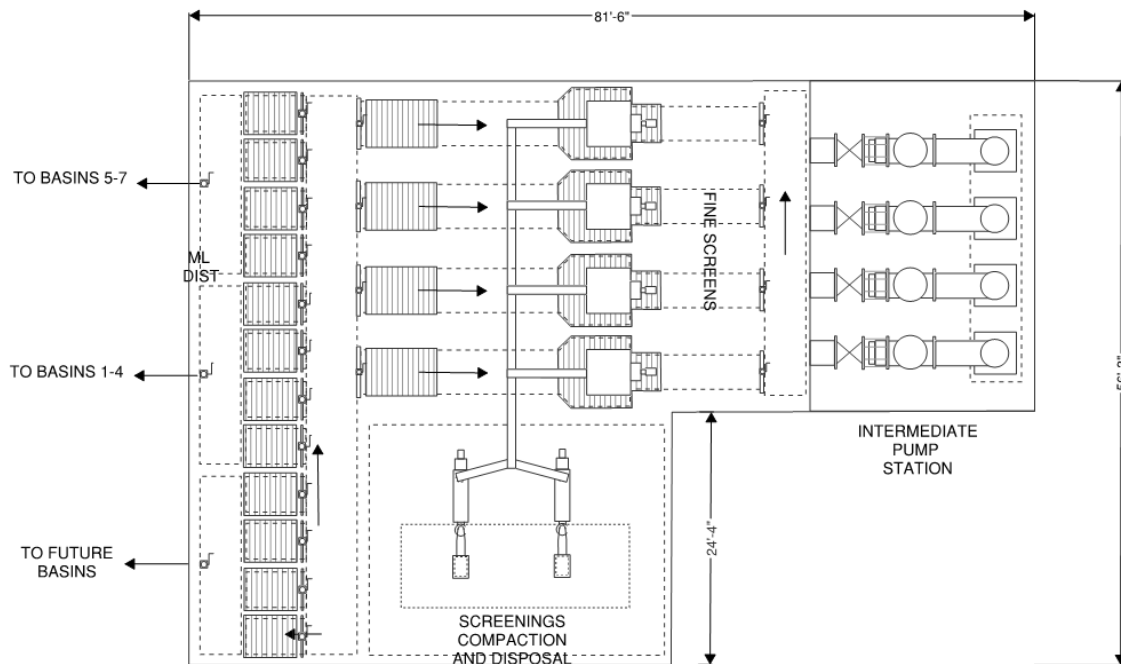 81'-6"
TO BASINS 5-7
ML
DIST
FINE SCREENS
TO BASINS 1-4
INTERMEDIATE
PUMP
STATION
24'-4"
TO FUTURE
BASINS
SCREENINGS
COMPACTION
AND DISPOSAL